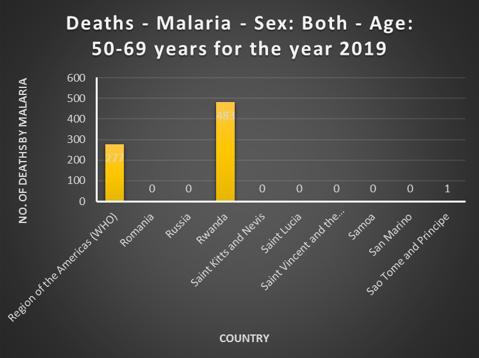 Deaths - Malaria - Sex: Both - Age:
50-69 years for the year 2019
NO. OF DEATHS BY MALARIA
600
500
400
300
200
100
0
277
0
0
483
0
0
0
0
0
1
Region of the Americas (WHO)
Romania
Russia
Rwanda
Saint Kitts and Nevis
Saint Lucia
Saint Vincent and the...
Samoa
San Marino
Sao Tome and Principe
COUNTRY